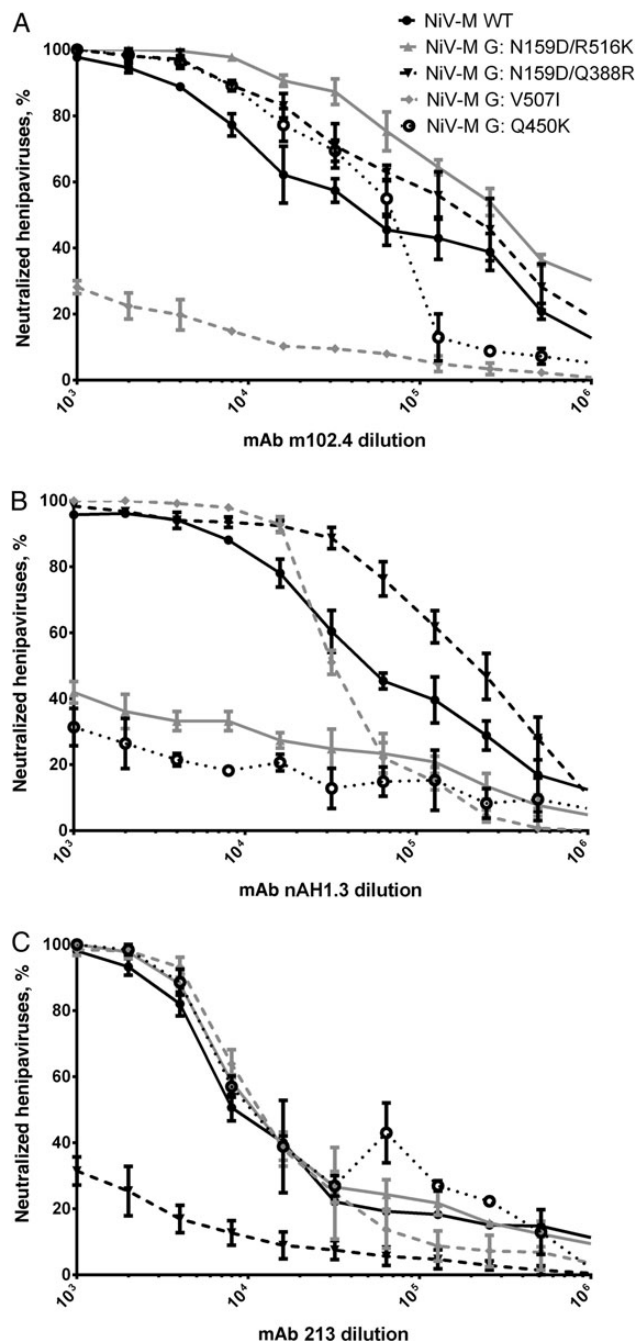 A
NiV-M WT
NiV-M G: N159D/R516K
NiV-M G: N159D/Q388R
NiV-M G: V507I
NiV-M G: Q450K
Neutralized henipaviruses, %
100
80
60
40
20
0
10³ 10⁴ 10⁵ 10⁶
mAb m102.4 dilution
B
Neutralized henipaviruses, %
100
80
60
40
20
0
10³ 10⁴ 10⁵ 10⁶
mAb nAH1.3 dilution
C
Neutralized henipaviruses, %
100
80
60
40
20
0
10³ 10⁴ 10⁵ 10⁶
mAb 213 dilution